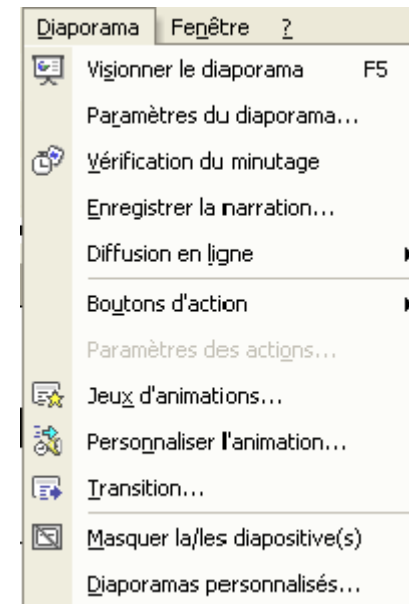 Diaporama Fenêtre ?
Visionner le diaporama F5
Paramètres du diaporama...
Vérification du minutage
Enregistrer la narration...
Diffusion en ligne
Boutons d'action
Paramètres des actions...
Jeux d'animations...
Personnaliser l'animation...
Transition...
Masquer la/les diapositive(s)
Diaporamas personnalisés...